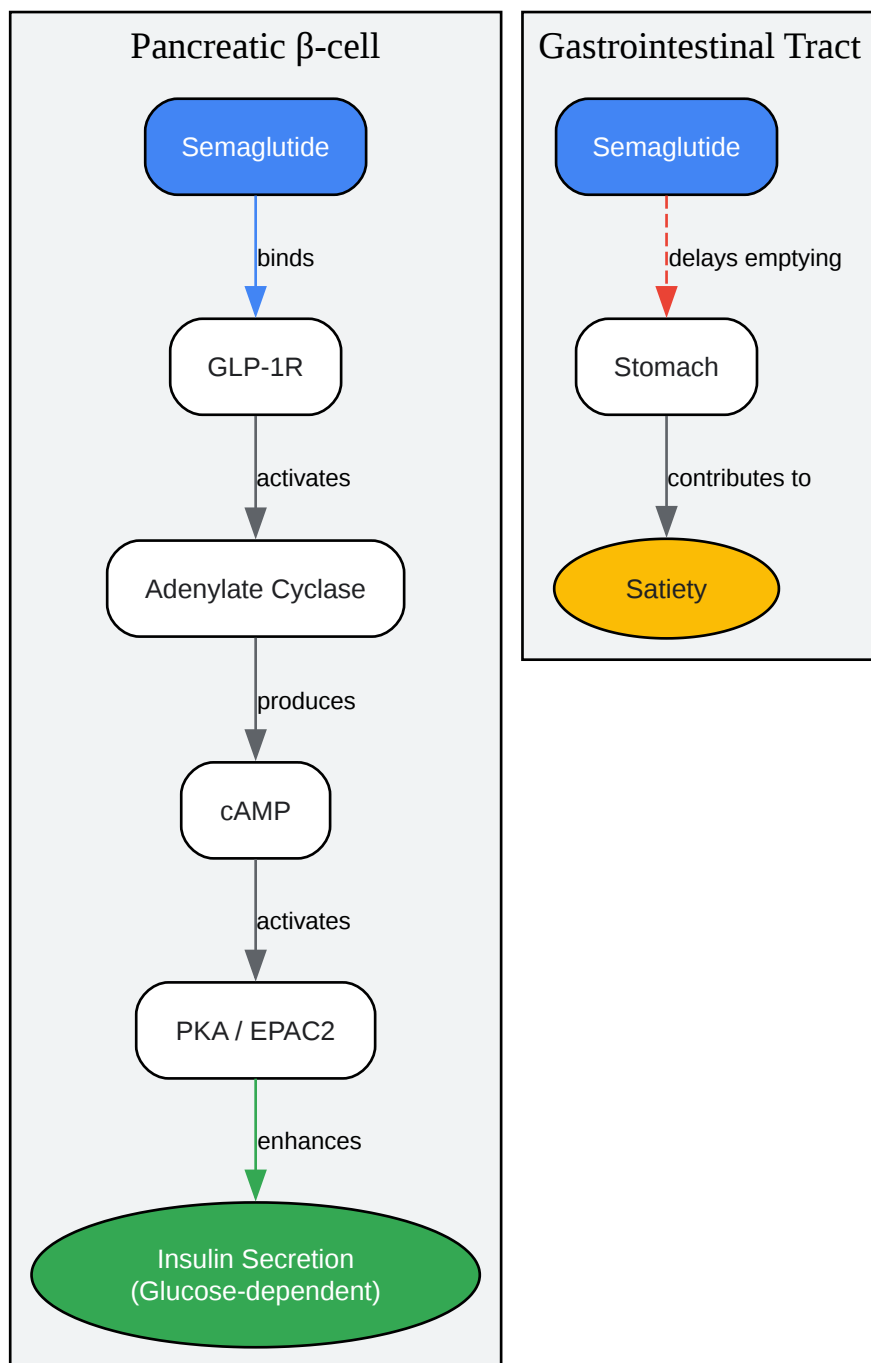 Pancreatic β-cell
Semaglutide
binds
GLP-1R
activates
Adenylate Cyclase
produces
cAMP
activates
PKA / EPAC2
enhances
Insulin Secretion
(Glucose-dependent)
Gastrointestinal Tract
Semaglutide
delays emptying
Stomach
contributes to
Satiety